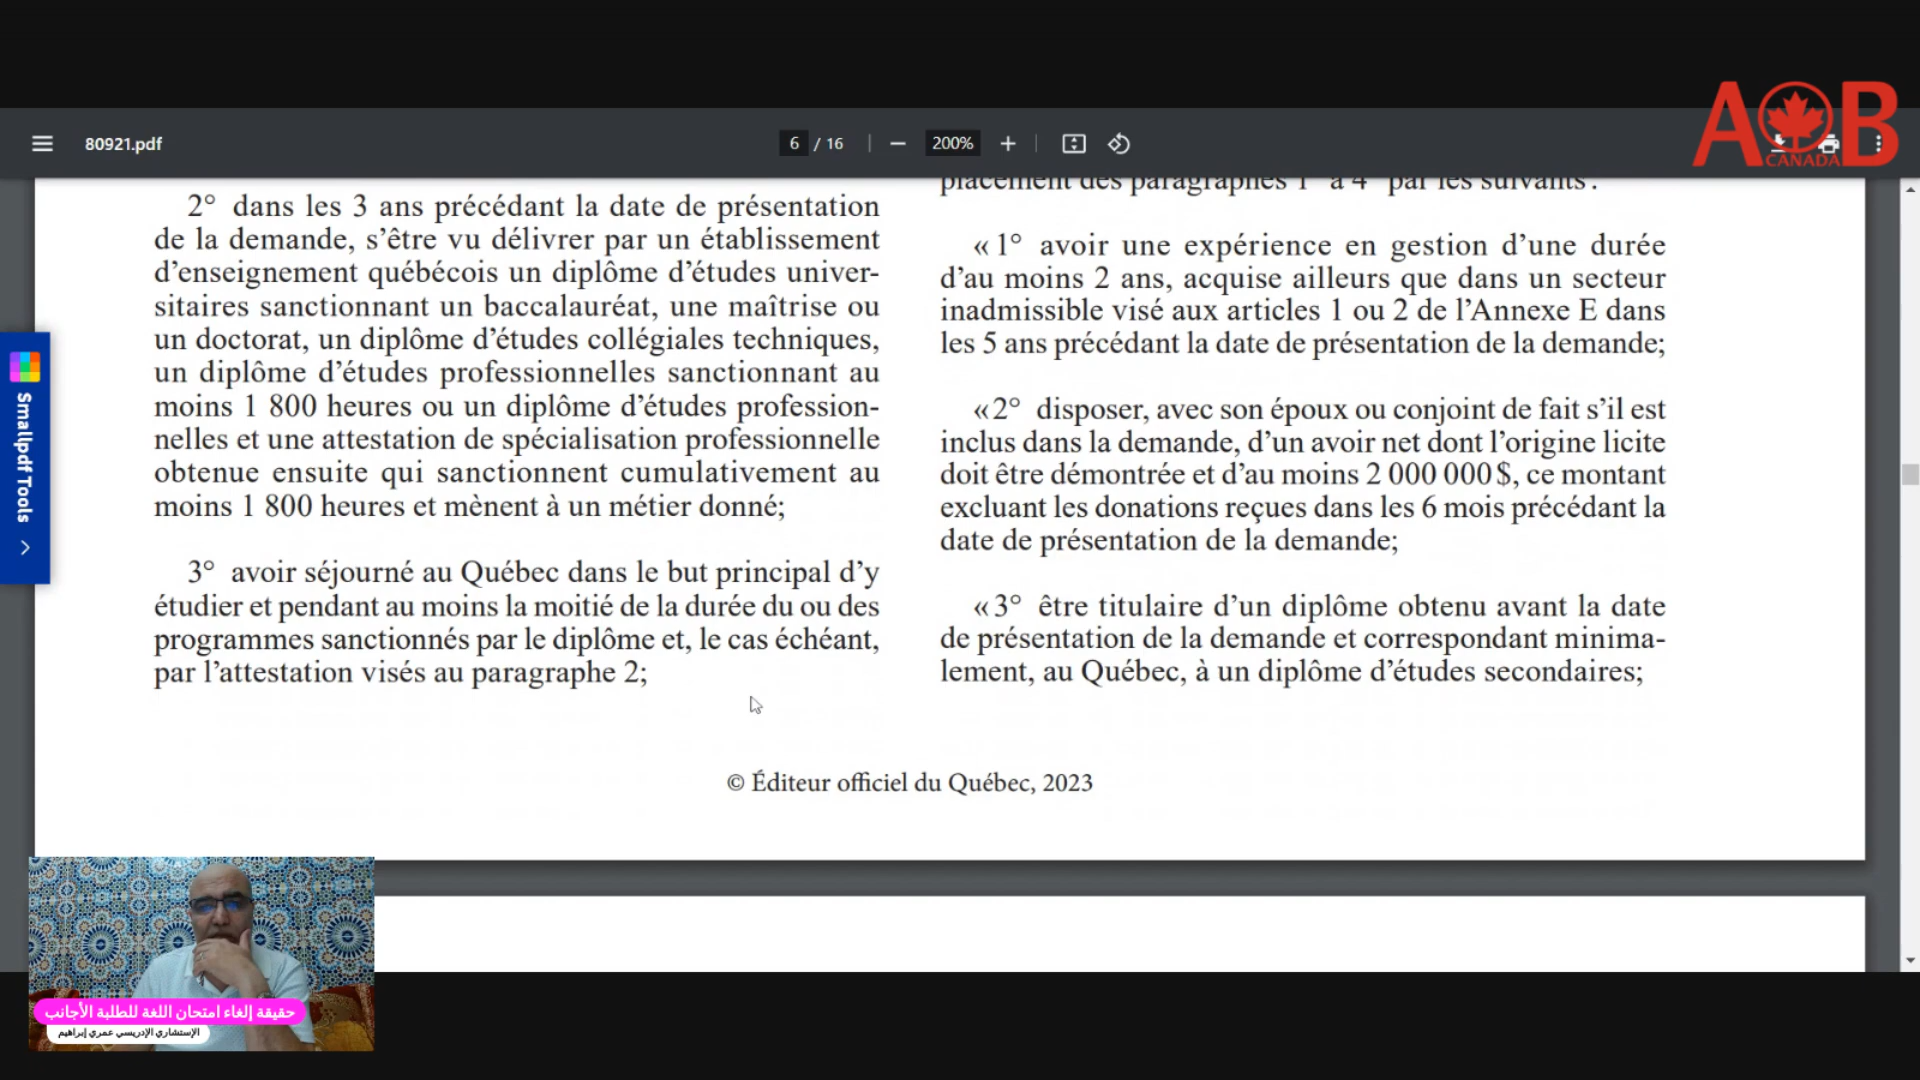 80921.pdf
6 / 16
200%
AOB
CANADA
Smallpdf Tools
2° dans les 3 ans précédant la date de présentation
de la demande, s’être vu délivrer par un établissement
d’enseignement québécois un diplôme d’études univer-
sitaires sanctionnant un baccalauréat, une maîtrise ou
un doctorat, un diplôme d’études collégiales techniques,
un diplôme d’études professionnelles sanctionnant au
moins 1 800 heures ou un diplôme d’études profession-
nelles et une attestation de spécialisation professionnelle
obtenue ensuite qui sanctionnent cumulativement au
moins 1 800 heures et mènent à un métier donné;
3° avoir séjourné au Québec dans le but principal d’y
étudier et pendant au moins la moitié de la durée du ou des
programmes sanctionnés par le diplôme et, le cas échéant,
par l’attestation visés au paragraphe 2;
placement des paragraphes 1° à 4° par les suivants :
« 1° avoir une expérience en gestion d’une durée
d’au moins 2 ans, acquise ailleurs que dans un secteur
inadmissible visé aux articles 1 ou 2 de l’Annexe E dans
les 5 ans précédant la date de présentation de la demande;
« 2° disposer, avec son époux ou conjoint de fait s’il est
inclus dans la demande, d’un avoir net dont l’origine licite
doit être démontrée et d’au moins 2 000 000 $, ce montant
excluant les donations reçues dans les 6 mois précédant la
date de présentation de la demande;
« 3° être titulaire d’un diplôme obtenu avant la date
de présentation de la demande et correspondant minima-
lement, au Québec, à un diplôme d’études secondaires;
© Éditeur officiel du Québec, 2023
حقيقة إلغاء امتحان اللغة للطلبة الأجانب
الإستشاري الإدريسي عمري إبراهيم